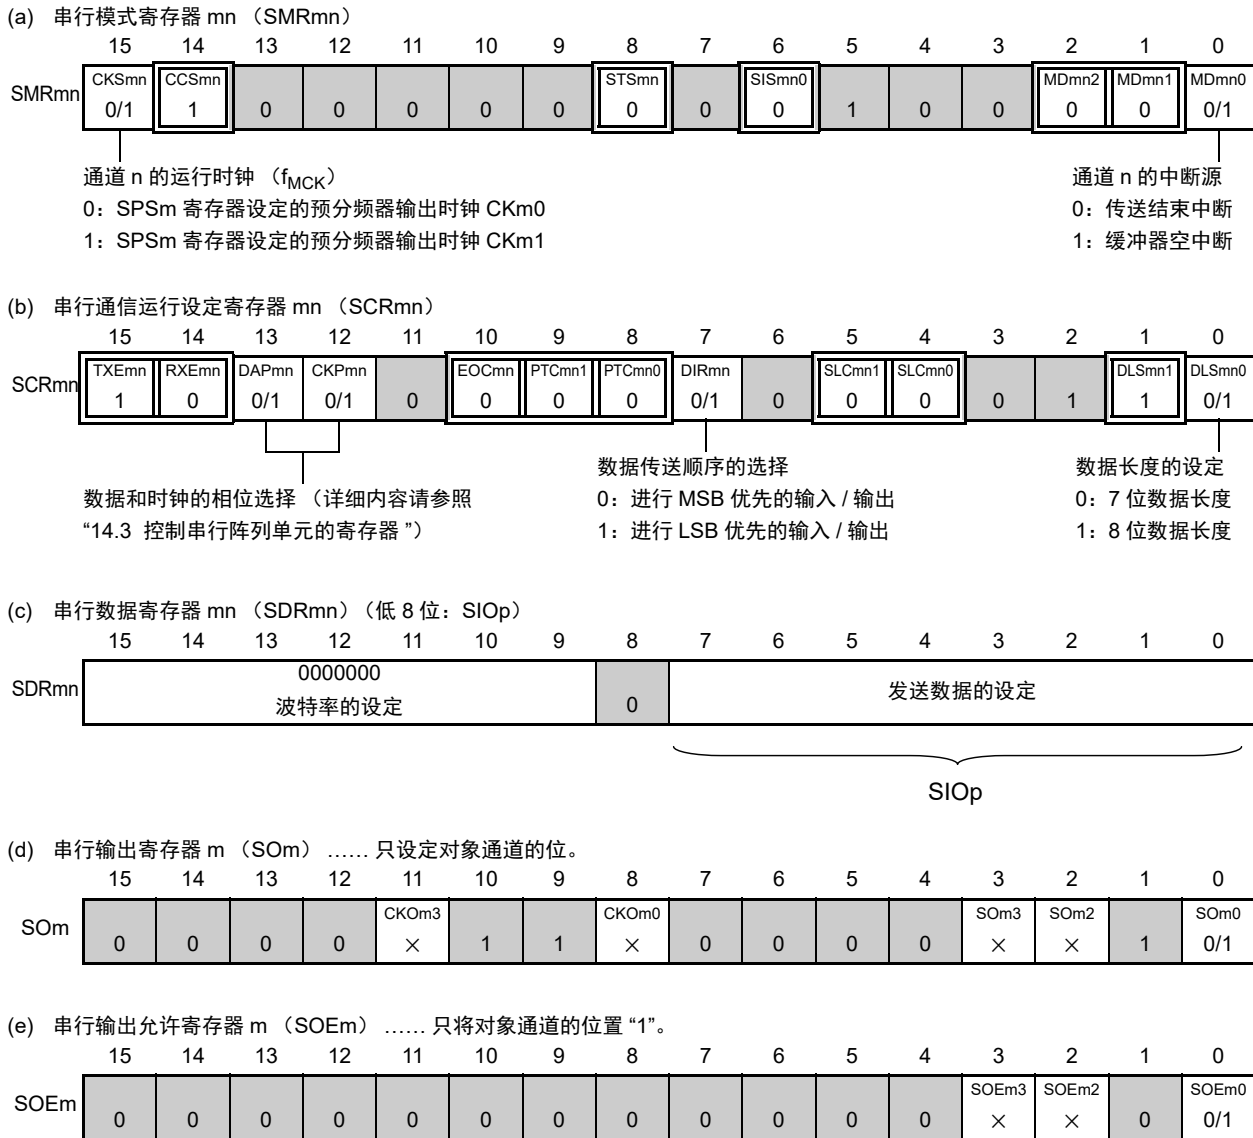 (a) 串行模式寄存器 mn （SMRmn）
15 14 13 12 11 10 9 8 7 6 5 4 3 2 1 0
CKSmn CCSmn STSmn SISmn0 MDmn2 MDmn1 MDmn0
SMRmn 0/1 1 0 0 0 0 0 0 0 0 1 0 0 0 0 0/1
通道 n 的运行时钟 （fMCK） 通道 n 的中断源
0：SPSm 寄存器设定的预分频器输出时钟 CKm0 0：传送结束中断
1：SPSm 寄存器设定的预分频器输出时钟 CKm1 1：缓冲器空中断
(b) 串行通信运行设定寄存器 mn （SCRmn）
15 14 13 12 11 10 9 8 7 6 5 4 3 2 1 0
TXEmn RXEmn DAPmn CKPmn EOCmn PTCmn1 PTCmn0 DIRmn SLCmn1 SLCmn0 DLSmn1 DLSmn0
SCRmn 1 0 0/1 0/1 0 0 0 0 0/1 0 0 0 0 1 1 0/1
数据传送顺序的选择 数据长度的设定
数据和时钟的相位选择 （详细内容请参照 0：进行 MSB 优先的输入 / 输出 0：7 位数据长度
“14.3 控制串行阵列单元的寄存器 ”） 1：进行 LSB 优先的输入 / 输出 1：8 位数据长度
(c) 串行数据寄存器 mn （SDRmn）（低 8 位：SIOp）
15 14 13 12 11 10 9 8 7 6 5 4 3 2 1 0
0000000
SDRmn 波特率的设定 0 发送数据的设定
SIOp
(d) 串行输出寄存器 m （SOm） …… 只设定对象通道的位。
15 14 13 12 11 10 9 8 7 6 5 4 3 2 1 0
CKOm3 CKOm0 SOm3 SOm2 SOm0
SOm 0 0 0 0 × 1 1 × 0 0 0 0 × × 1 0/1
(e) 串行输出允许寄存器 m （SOEm） …… 只将对象通道的位置 “1”。
15 14 13 12 11 10 9 8 7 6 5 4 3 2 1 0
SOEm3 SOEm2 SOEm0
SOEm 0 0 0 0 0 0 0 0 0 0 0 0 × × 0 0/1